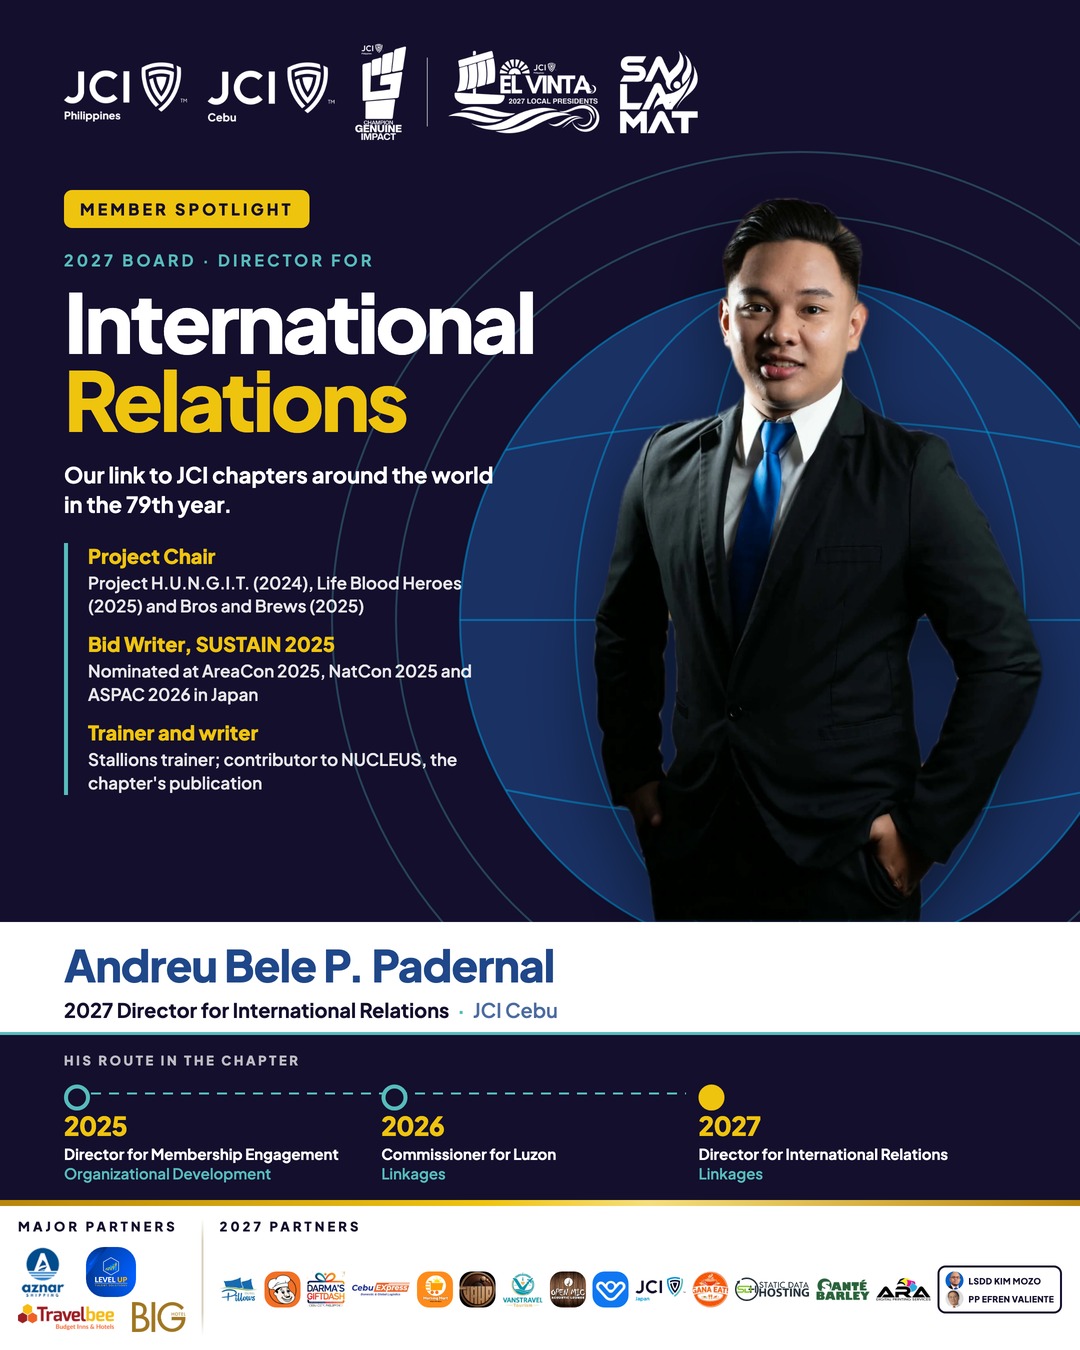 JCI
Philippines
JCI
Cebu
JCI
CHAMPION
GENUINE
IMPACT
JCI
EL VINTA
2027 LOCAL PRESIDENTS
SALAMAT
MEMBER SPOTLIGHT
2027 BOARD · DIRECTOR FOR
International
Relations
Our link to JCI chapters around the world
in the 79th year.
Project Chair
Project H.U.N.G.I.T. (2024), Life Blood Heroes
(2025) and Bros and Brews (2025)
Bid Writer, SUSTAIN 2025
Nominated at AreaCon 2025, NatCon 2025 and
ASPAC 2026 in Japan
Trainer and writer
Stallions trainer; contributor to NUCLEUS, the
chapter's publication
Andreu Bele P. Padernal
2027 Director for International Relations · JCI Cebu
HIS ROUTE IN THE CHAPTER
2025
Director for Membership Engagement
Organizational Development
2026
Commissioner for Luzon
Linkages
2027
Director for International Relations
Linkages
MAJOR PARTNERS
2027 PARTNERS
aznar
SHIPPING
LEVEL UP
Travelbee
Budget Inns & Hotels
BIG
HOTEL
Pillows
DARMA'S
GIFTDASH
Cebu Express
VANSTRAVEL
OPEN MIC
JCI
Japan
GANA EAT!
STATIC DATA
HOSTING
SANTÉ
BARLEY
ARA
LSDD KIM MOZO
PP EFREN VALIENTE